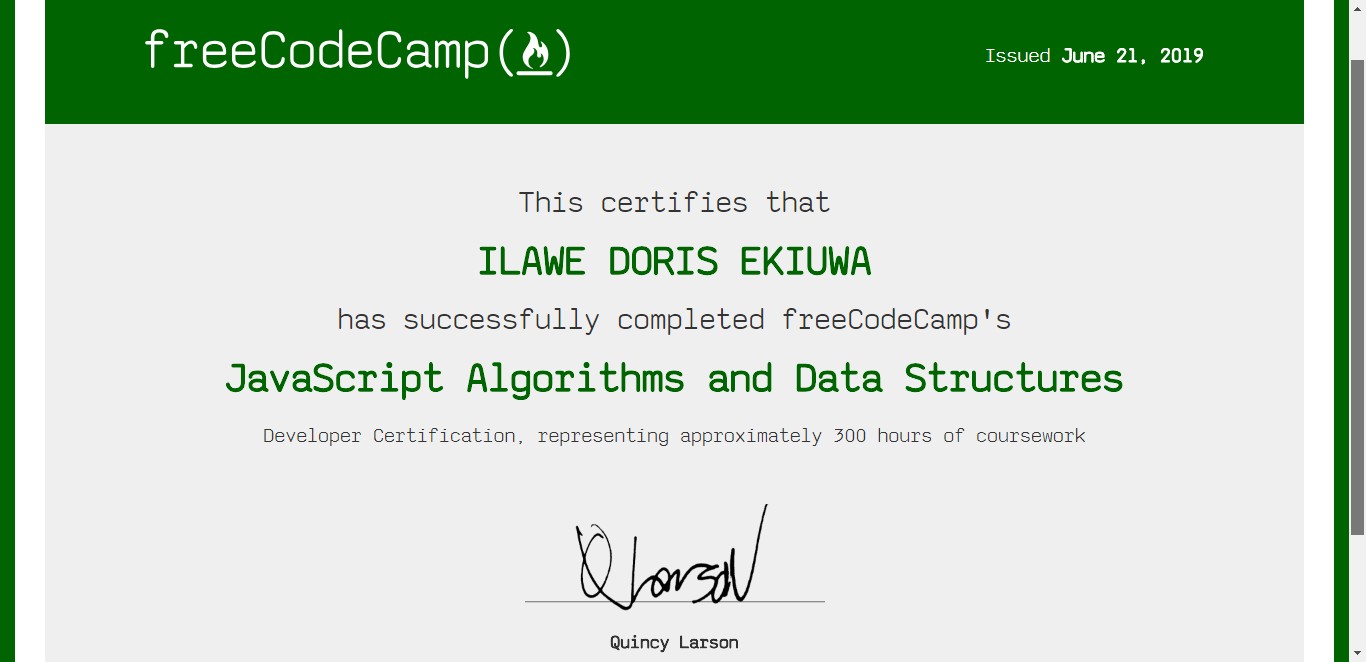 freeCodeCamp(🔥)
Issued June 21, 2019
This certifies that
ILAWE DORIS EKIUWA
has successfully completed freeCodeCamp's
JavaScript Algorithms and Data Structures
Developer Certification, representing approximately 300 hours of coursework
Q Larson
Quincy Larson